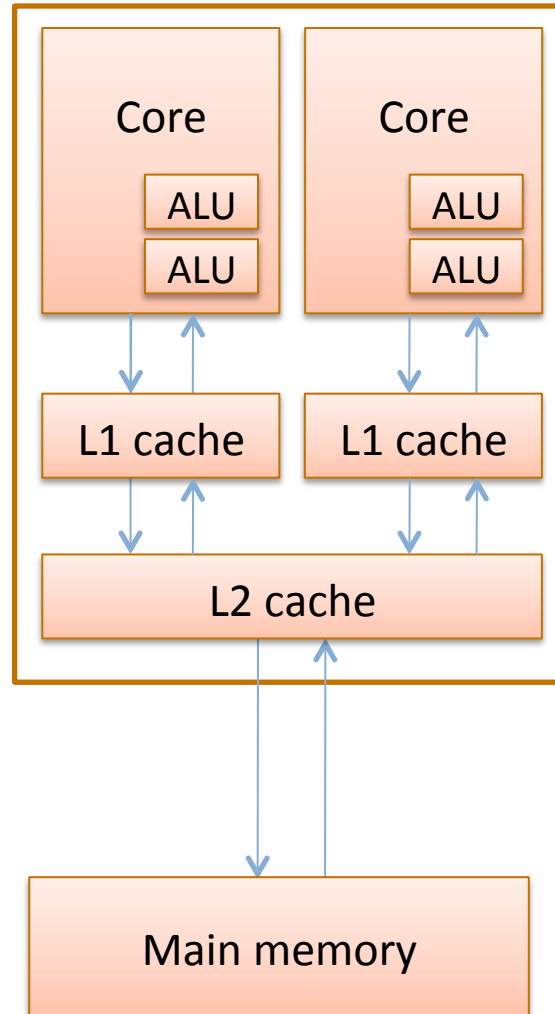 Core
Core
ALU
ALU
ALU
ALU
L1 cache
L1 cache
L2 cache
Main memory